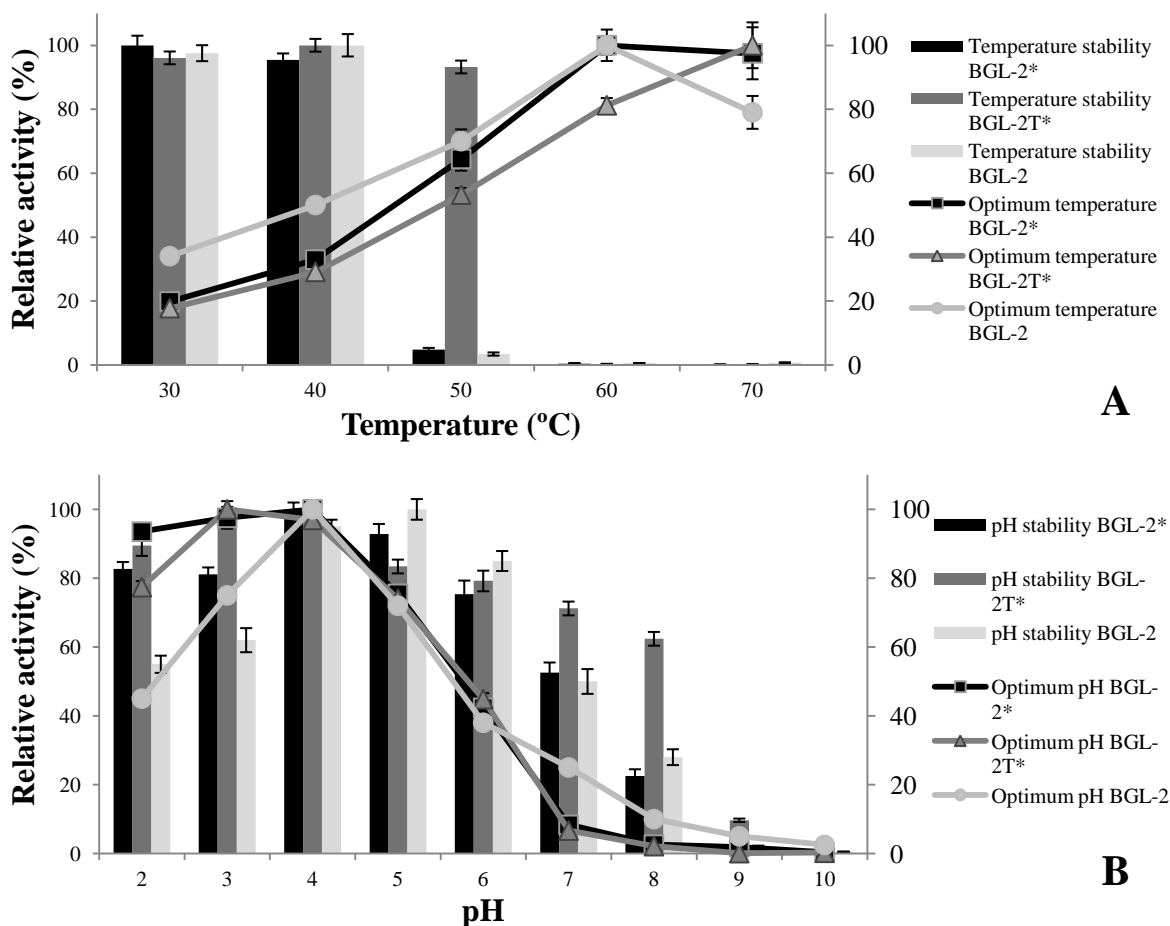 Relative activity (%)
100
80
60
40
20
0
100
80
60
40
20
0
30 40 50 60 70
Temperature (ºC)
Temperature stability
BGL-2*
Temperature stability
BGL-2T*
Temperature stability
BGL-2
Optimum temperature
BGL-2*
Optimum temperature
BGL-2T*
Optimum temperature
BGL-2
A
Relative activity (%)
100
80
60
40
20
0
100
80
60
40
20
0
2 3 4 5 6 7 8 9 10
pH
pH stability BGL-2*
pH stability BGL-
2T*
pH stability BGL-2
Optimum pH BGL-
2*
Optimum pH BGL-
2T*
Optimum pH BGL-2
B